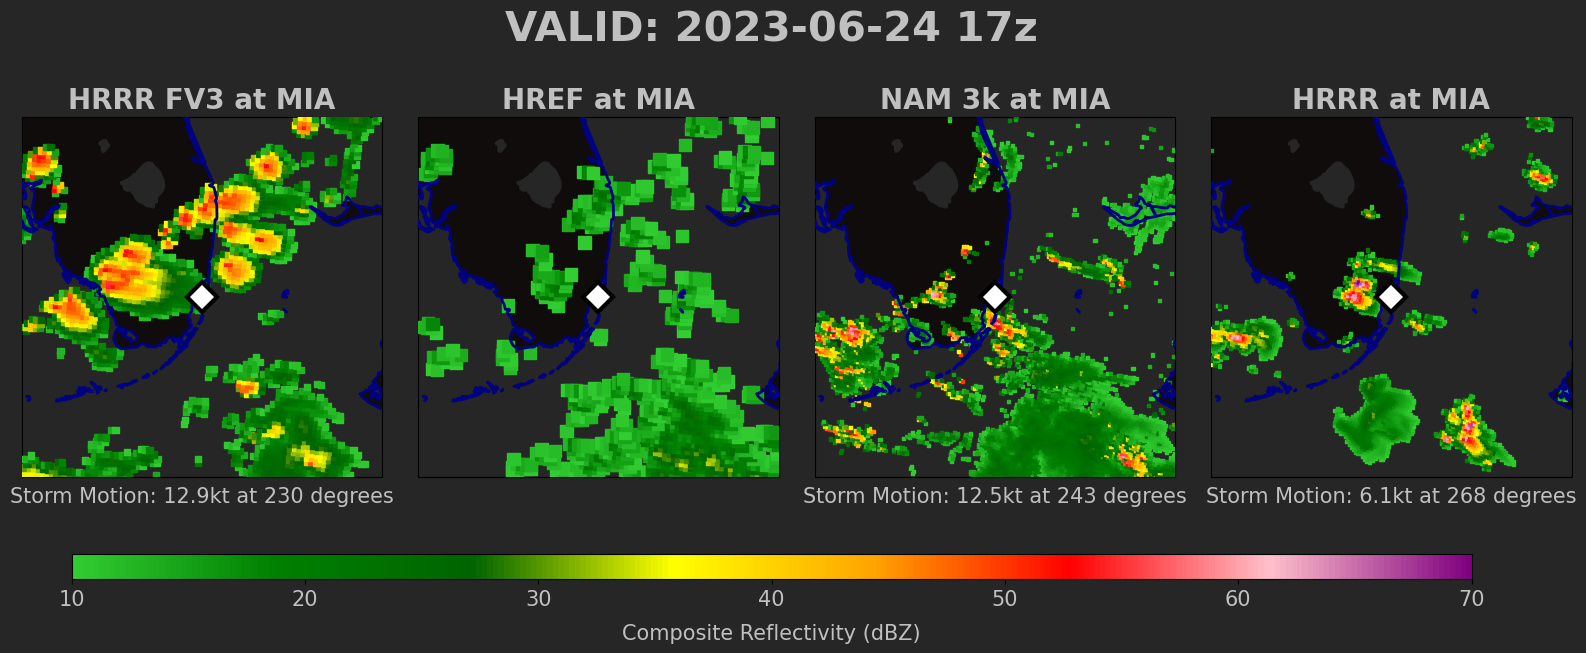 VALID: 2023-06-24 17z
HRRR FV3 at MIA
HREF at MIA
NAM 3k at MIA
HRRR at MIA
Storm Motion: 12.9kt at 230 degrees
Storm Motion: 12.5kt at 243 degrees
Storm Motion: 6.1kt at 268 degrees
10 20 30 40 50 60 70
Composite Reflectivity (dBZ)